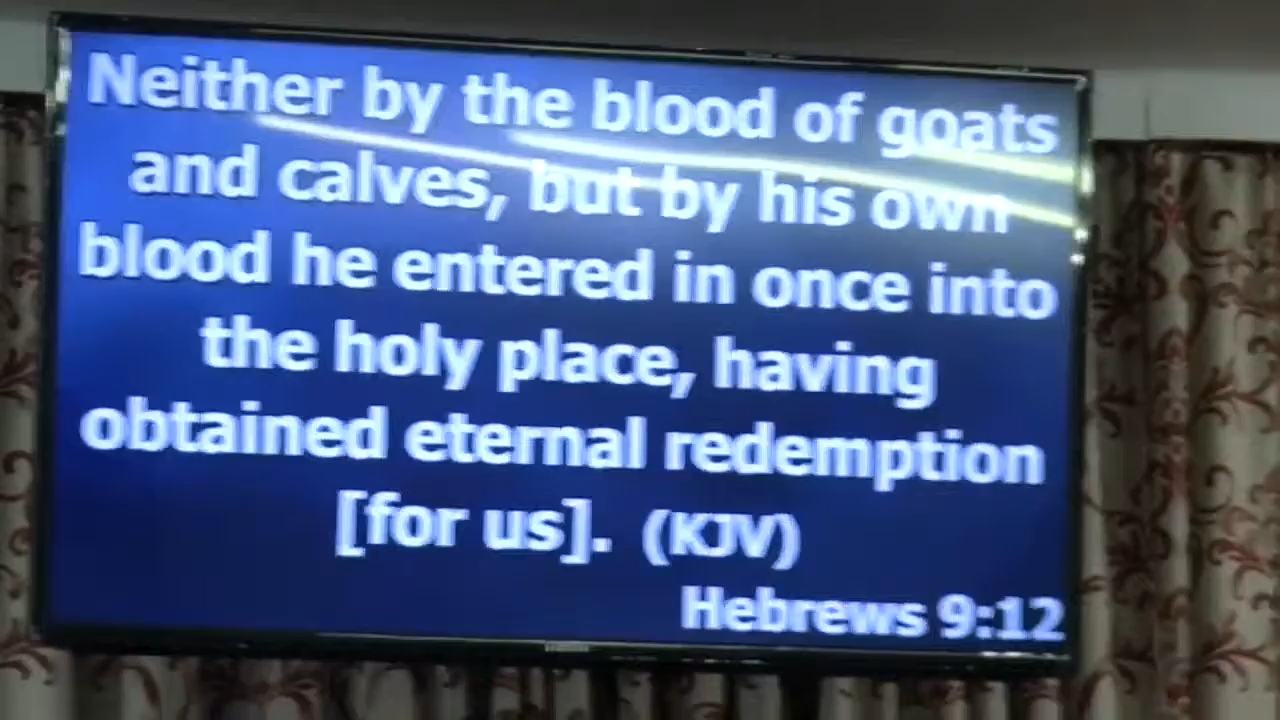 Neither by the blood of goats
and calves, but by his own
blood he entered in once into
the holy place, having
obtained eternal redemption
[for us]. (KJV)
Hebrews 9:12